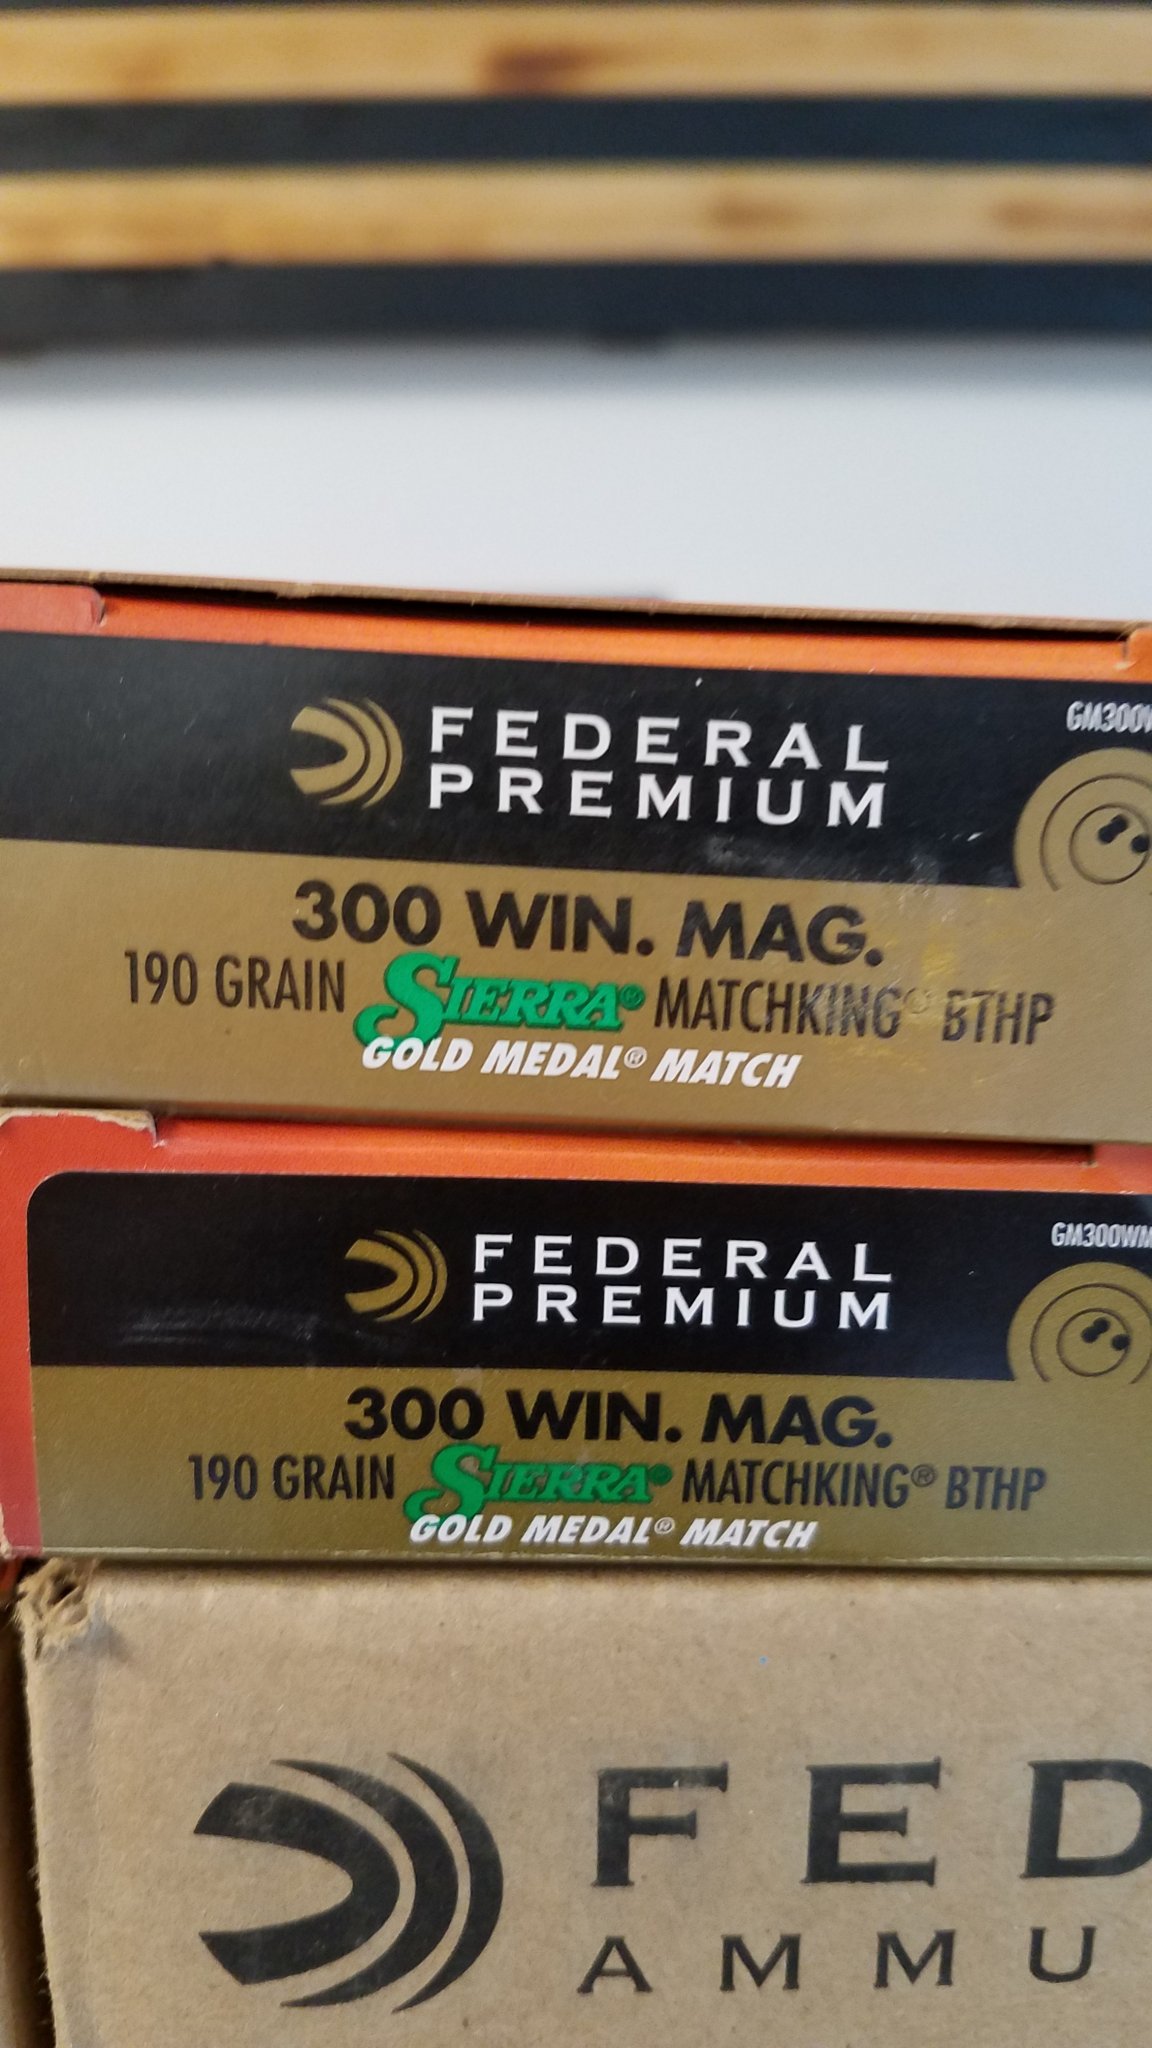 FEDERAL
PREMIUM
GM300W
300 WIN. MAG.
190 GRAIN SIERRA® MATCHKING® BTHP
GOLD MEDAL® MATCH
FEDERAL
PREMIUM
GM300WM
300 WIN. MAG.
190 GRAIN SIERRA® MATCHKING® BTHP
GOLD MEDAL® MATCH
FED
AMMU